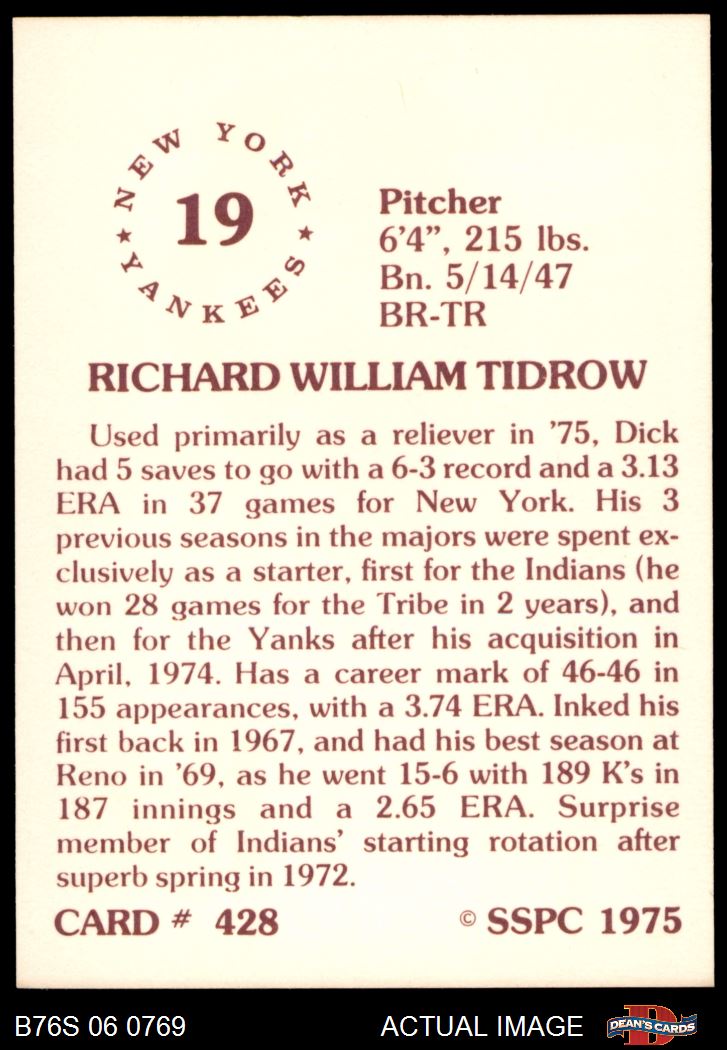 NEW YORK
19
★ YANKEES ★
Pitcher
6'4", 215 lbs.
Bn. 5/14/47
BR-TR
RICHARD WILLIAM TIDROW
Used primarily as a reliever in '75, Dick
had 5 saves to go with a 6-3 record and a 3.13
ERA in 37 games for New York. His 3
previous seasons in the majors were spent ex-
clusively as a starter, first for the Indians (he
won 28 games for the Tribe in 2 years), and
then for the Yanks after his acquisition in
April, 1974. Has a career mark of 46-46 in
155 appearances, with a 3.74 ERA. Inked his
first back in 1967, and had his best season at
Reno in '69, as he went 15-6 with 189 K's in
187 innings and a 2.65 ERA. Surprise
member of Indians' starting rotation after
superb spring in 1972.
CARD # 428 © SSPC 1975
B76S 06 0769 ACTUAL IMAGE DEAN'S CARDS